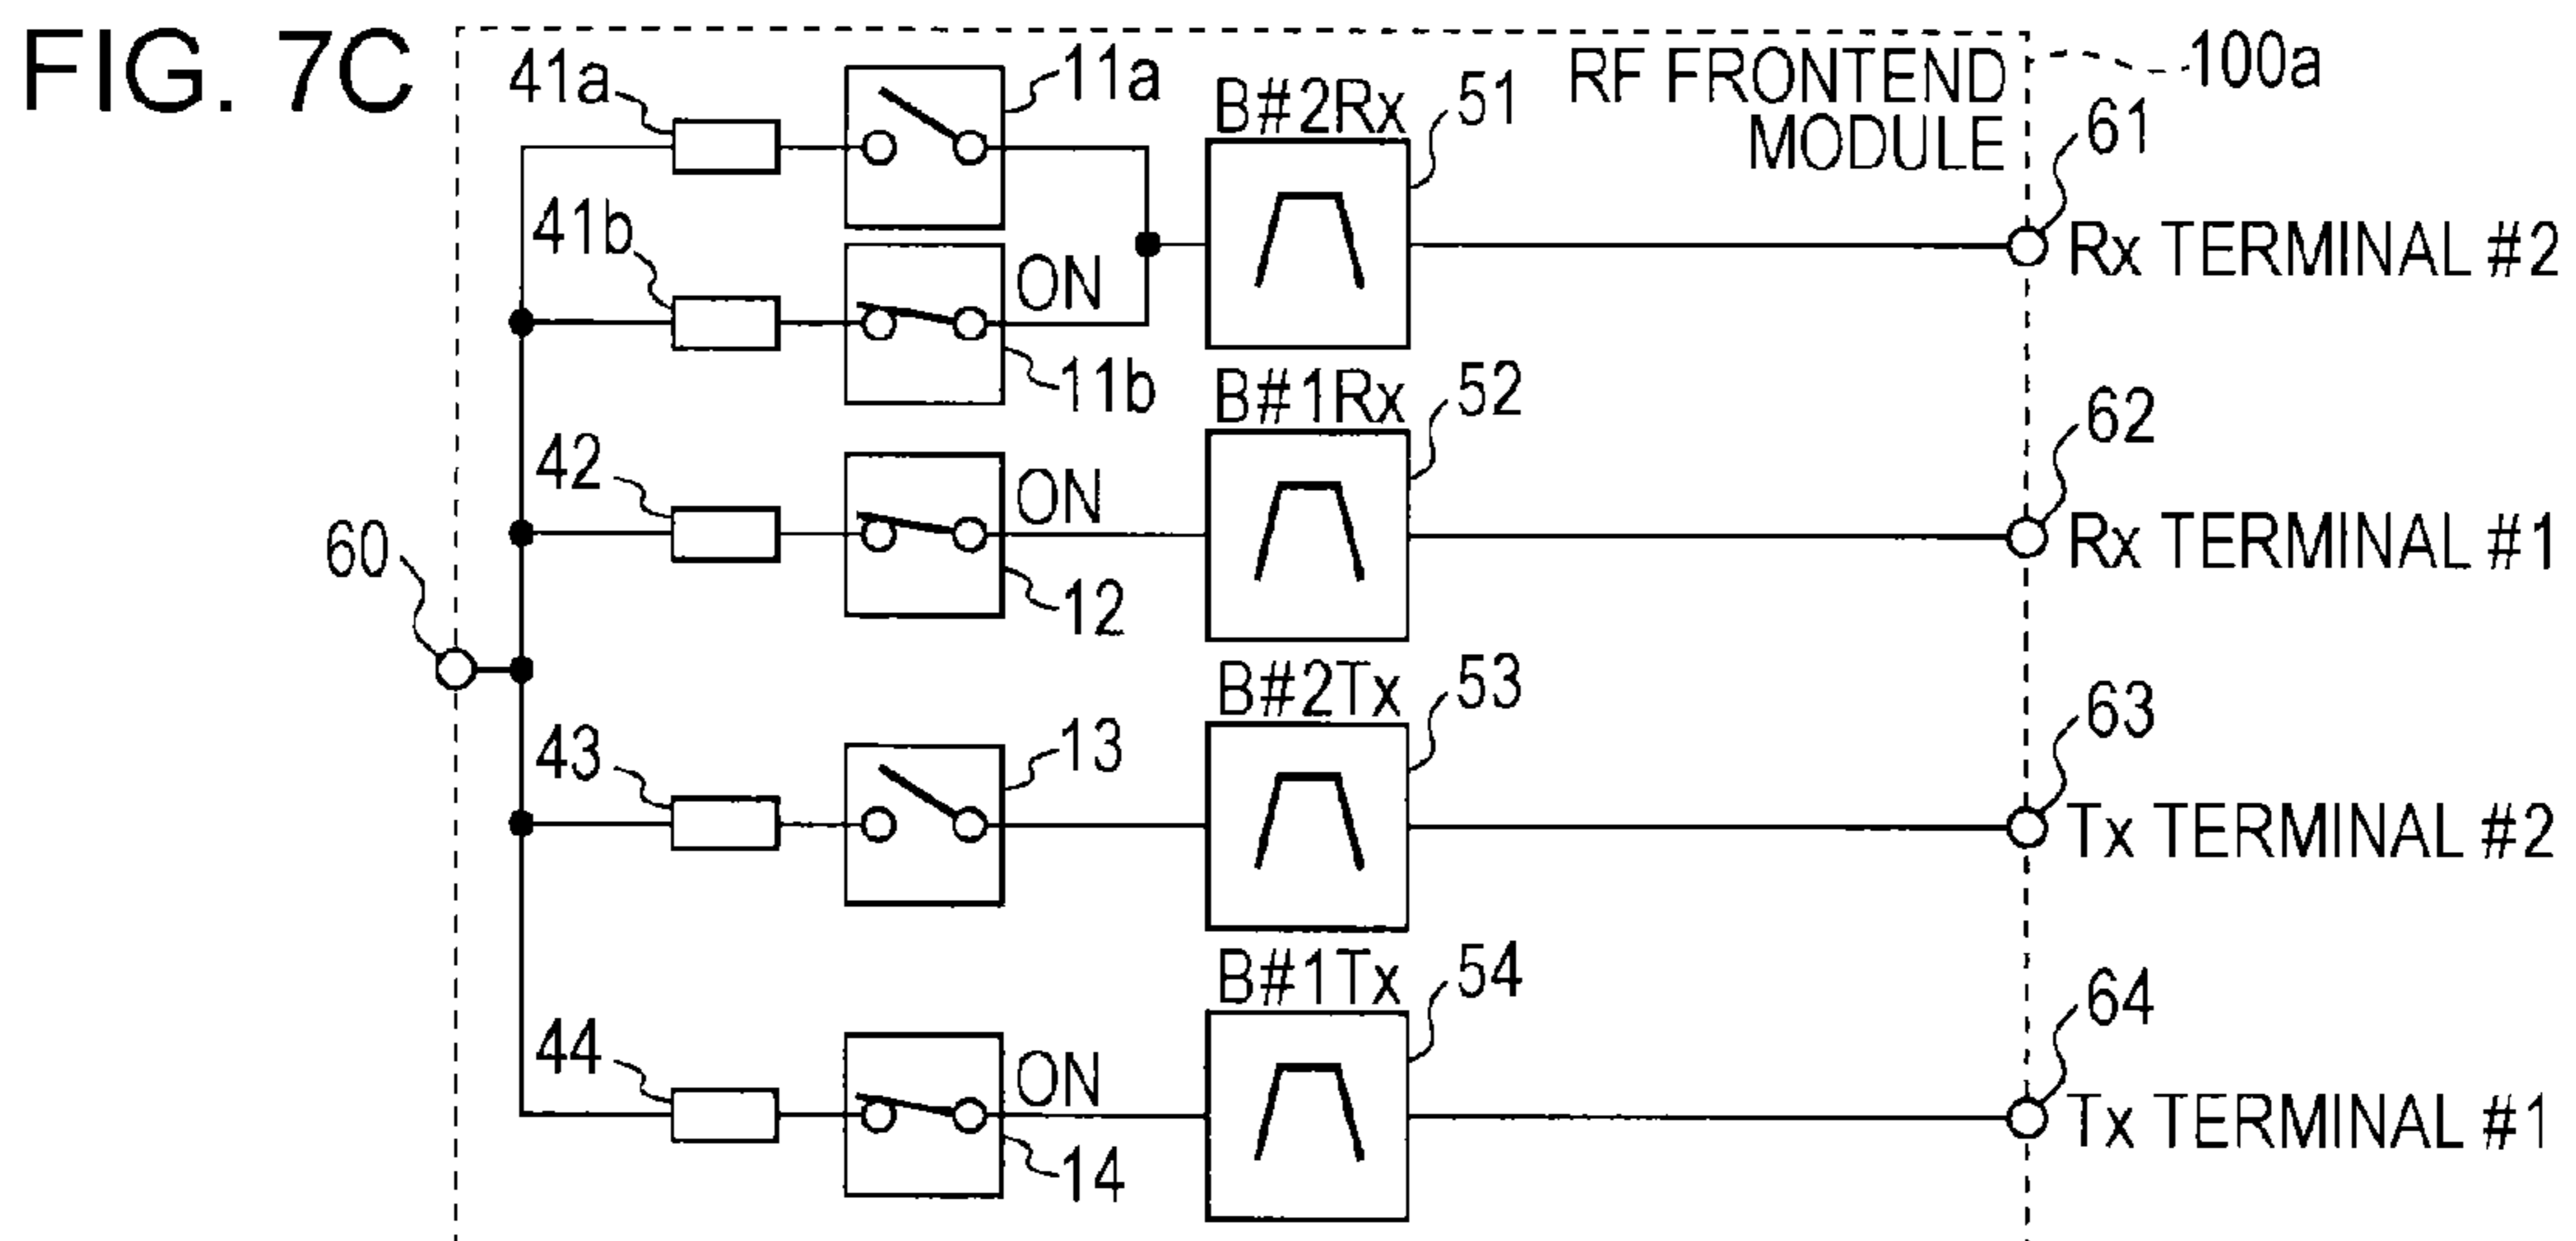 FIG. 7C
RF FRONTEND
MODULE
100a
41a
11a
B#2Rx
51
61
Rx TERMINAL #2
41b
ON
11b
B#1Rx
52
62
Rx TERMINAL #1
42
ON
12
60
B#2Tx
53
63
Tx TERMINAL #2
43
13
B#1Tx
54
64
Tx TERMINAL #1
44
ON
14